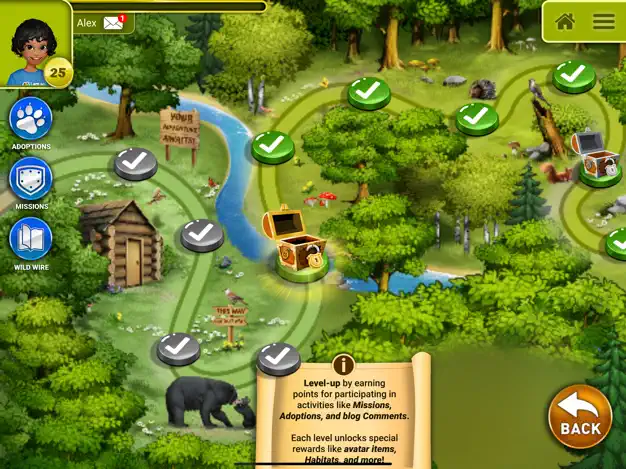 Alex
1
25
YOUR
ADVENTURE
AWAITS!
ADOPTIONS
MISSIONS
WILD WIRE
THIS WAY
Level-up by earning
points for participating in
activities like Missions,
Adoptions, and blog Comments.
Each level unlocks special
rewards like avatar items,
Habitats, and more!
BACK